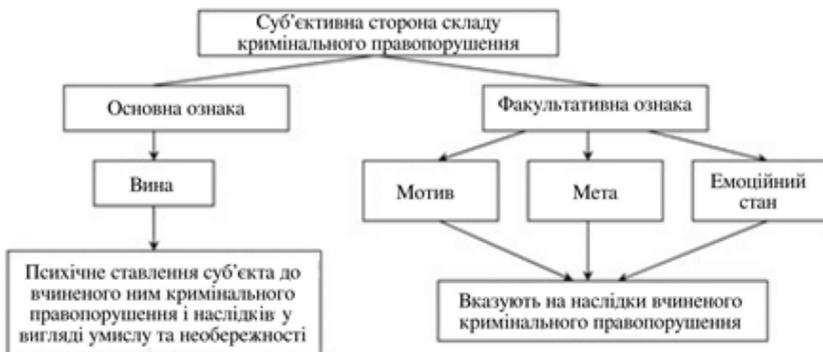 Суб’єктивна сторона складу
кримінального правопорушення
Основна ознака
Факультативна ознака
Вина
Мотив
Мета
Емоційний
стан
Психічне ставлення суб’єкта до
вчиненого ним кримінального
правопорушення і наслідків у
вигляді умислу та необережності
Вказують на наслідки вчиненого
кримінального правопорушення